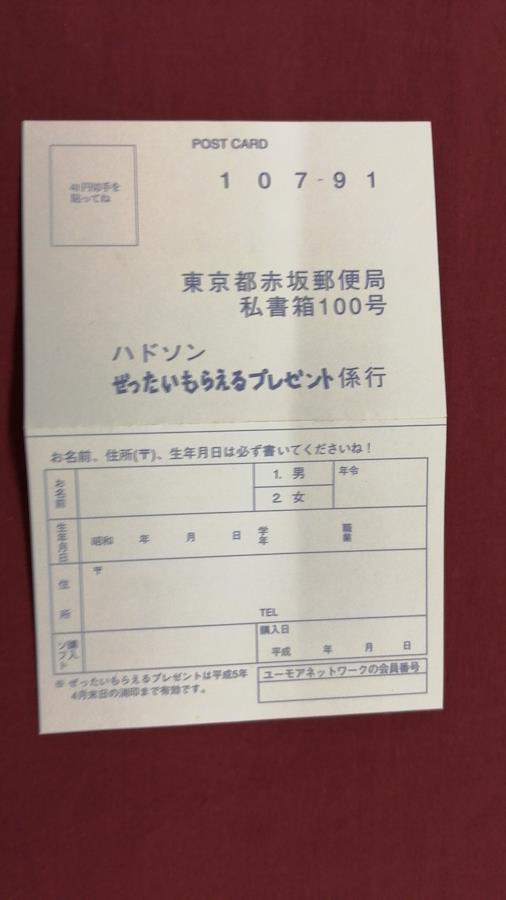 POST CARD
40円切手を
貼ってね
107-91
東京都赤坂郵便局
私書箱100号
ハドソン
ぜったいもらえるプレゼント係行
お名前、住所(〒)、生年月日は必ず書いてくださいね！
お名前
1. 男
2. 女
年令
生年月日
昭和 年 月 日
学年
職業
住所
〒
TEL
購入ソフト
購入日
平成 年 月 日
※ ぜったいもらえるプレゼントは平成5年
4月末日の消印まで有効です。
ユーモアネットワークの会員番号